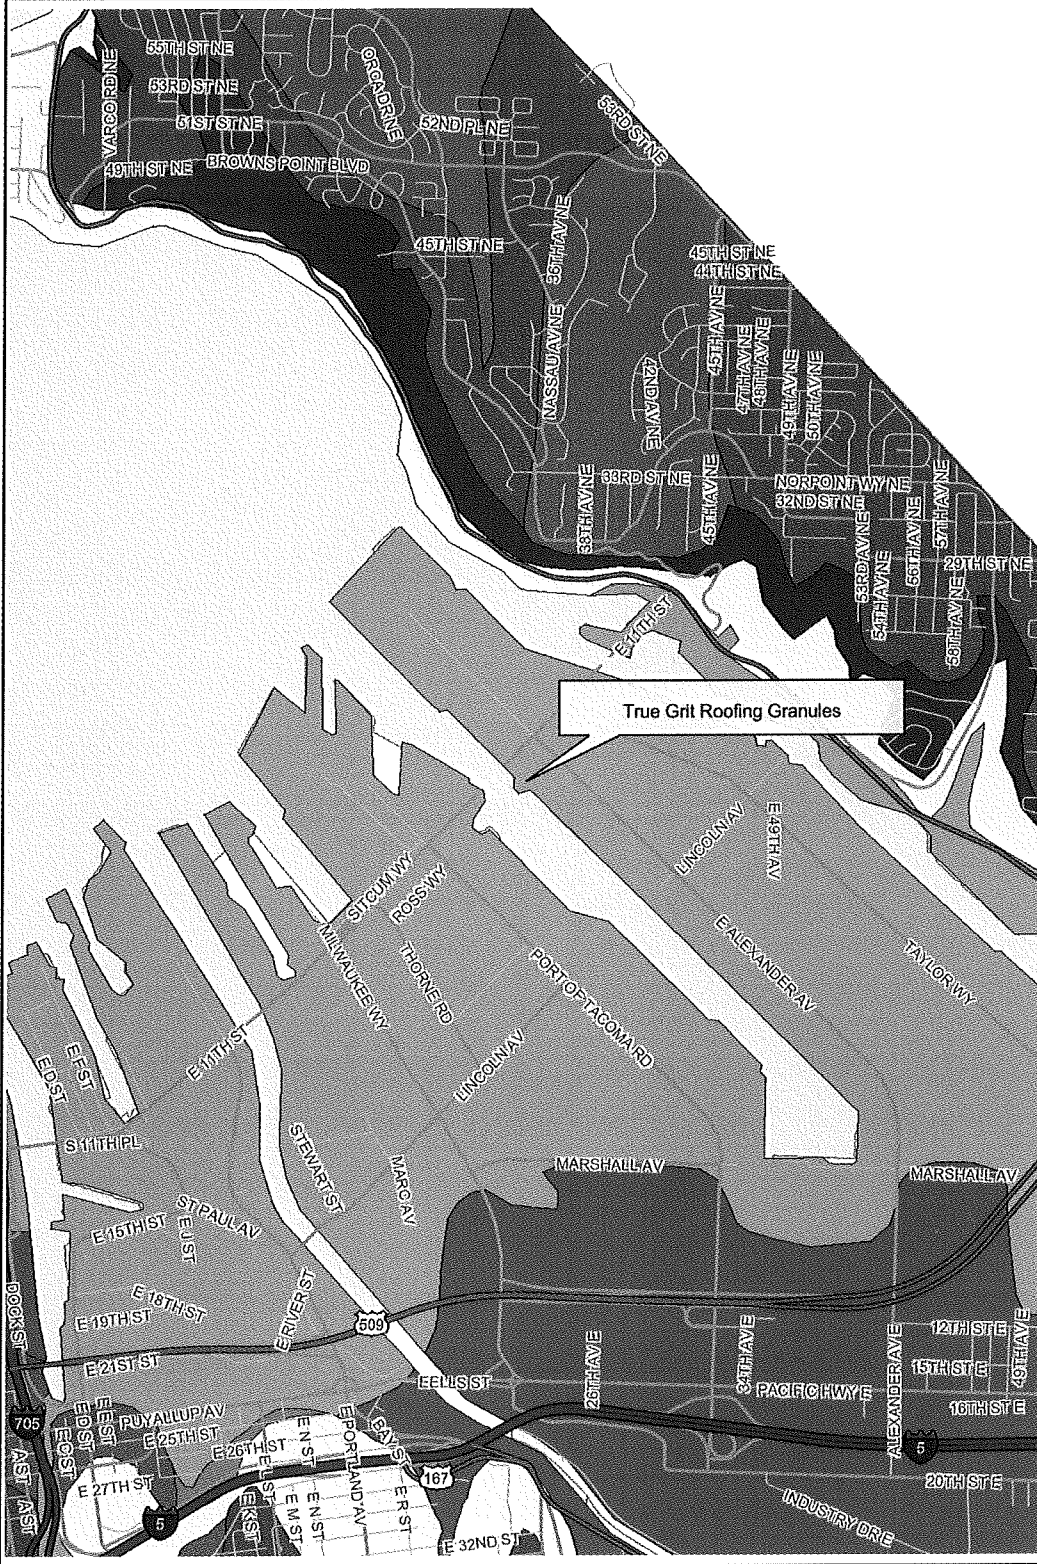 55TH ST NE
53RD ST NE
VARCO RD NE
51ST ST NE
ORCA DR NE
52ND PL NE
53RD ST NE
49TH ST NE
BROWNS POINT BLVD
45TH ST NE
36TH AV NE
45TH ST NE
44TH ST NE
NASSAU AV NE
42ND AV NE
45TH AV NE
47TH AV NE
48TH AV NE
49TH AV NE
50TH AV NE
33RD ST NE
38TH AV NE
45TH AV NE
NORPOINT WY NE
32ND ST NE
53RD AV NE
54TH AV NE
55TH AV NE
57TH AV NE
29TH ST NE
58TH AV NE
E 11TH ST
True Grit Roofing Granules
LINCOLN AV
E 49TH AV
SITCUM WY
ROSS WY
MILWAUKEE WY
THORNE RD
PORT OF TACOMA RD
E ALEXANDER AV
TAYLOR WY
E 11TH ST
LINCOLN AV
E D ST
E F ST
S 11TH PL
STEWART ST
MARC AV
MARSHALL AV
MARSHALL AV
ST PAUL AV
E 15TH ST
E J ST
E 18TH ST
E 19TH ST
E RIVER ST
509
DOCK ST
E 21ST ST
EELLS ST
26TH AV E
34TH AV E
ALEXANDER AV E
12TH ST E
15TH ST E
49TH AV E
PACIFIC HWY E
16TH ST E
705
PUYALLUP AV
E 25TH ST
E 26TH ST
E C ST
E D ST
E E ST
E N ST
E PORTLAND AV
BAY ST
5
20TH ST E
167
E 27TH ST
A ST
A ST
5
E K ST
E L ST
E M ST
E N ST
E R ST
E 32ND ST
INDUSTRY DR E